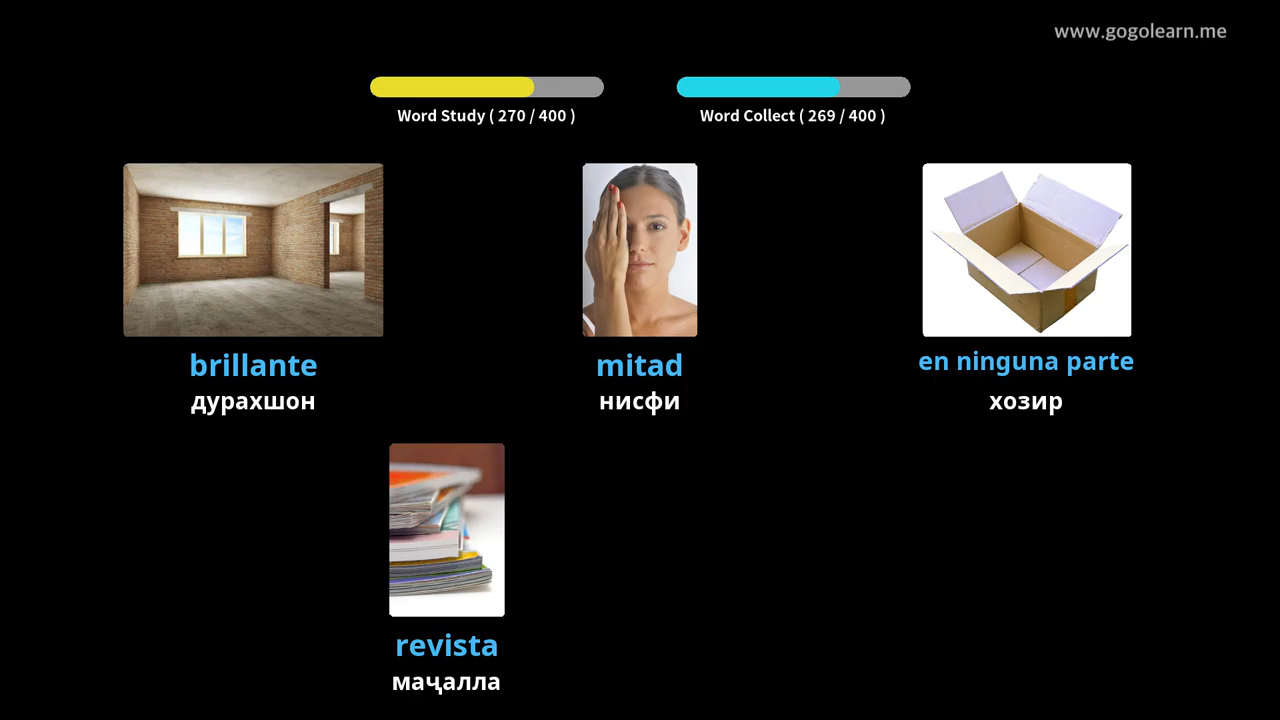 www.gogolearn.me
Word Study ( 270 / 400 )
Word Collect ( 269 / 400 )
brillante
дурахшон
mitad
нисфи
en ninguna parte
хозир
revista
маҷалла